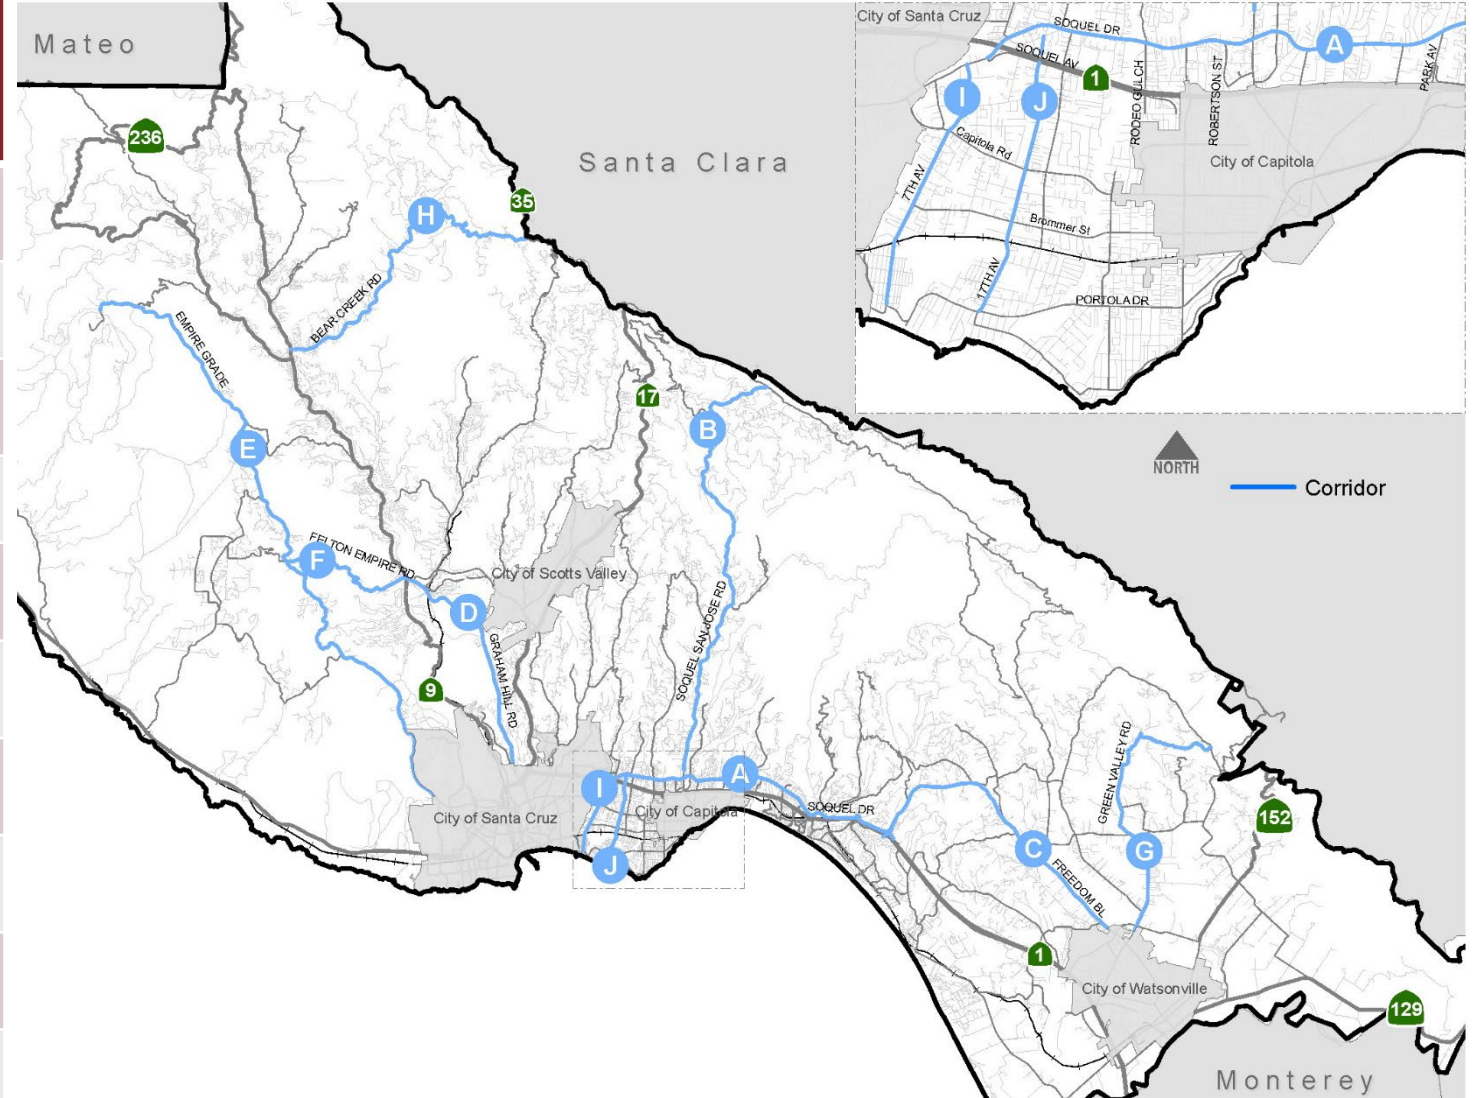 Mateo
236
Santa Clara
35
H
BEAR CREEK RD
EMPIRE GRADE
E
17
B
FELTON EMPIRE RD
F
City of Scotts Valley
D
GRAHAM HILL RD
SOQUEL SAN JOSE RD
9
City of Santa Cruz
I
A
City of Capitola
J
SOQUEL DR
C
FREEDOM BL
GREEN VALLEY RD
G
152
1
City of Watsonville
129
Monterey
City of Santa Cruz
SOQUEL DR
A
SOQUEL AV
1
PARK AV
I
J
RODEO GULCH
ROBERTSON ST
Capitola Rd
City of Capitola
7TH AV
Brommer St
17TH AV
PORTOLA DR
NORTH
Corridor